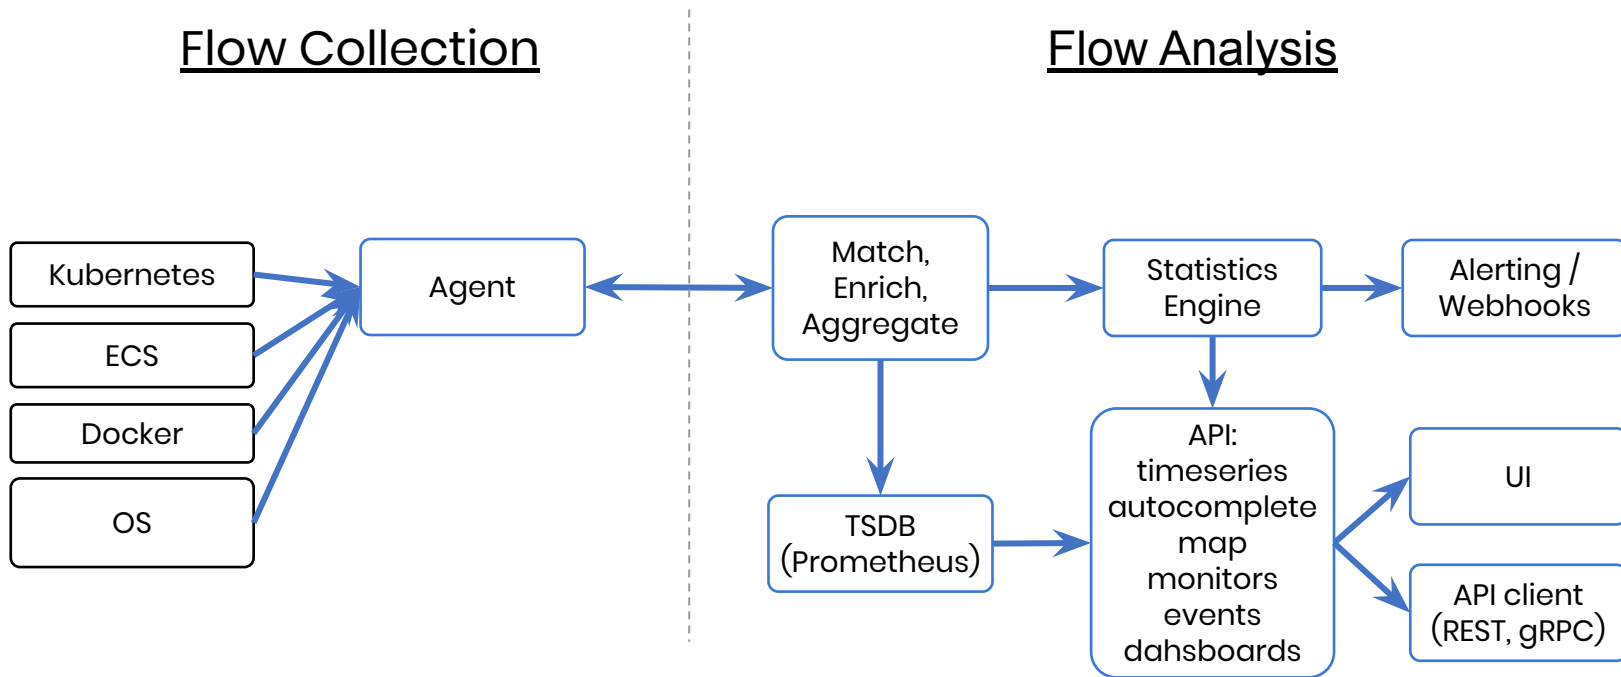 Flow Collection
Flow Analysis
Kubernetes
ECS
Docker
OS
Agent
Match,
Enrich,
Aggregate
Statistics
Engine
Alerting /
Webhooks
TSDB
(Prometheus)
API:
timeseries
autocomplete
map
monitors
events
dahsboards
UI
API client
(REST, gRPC)